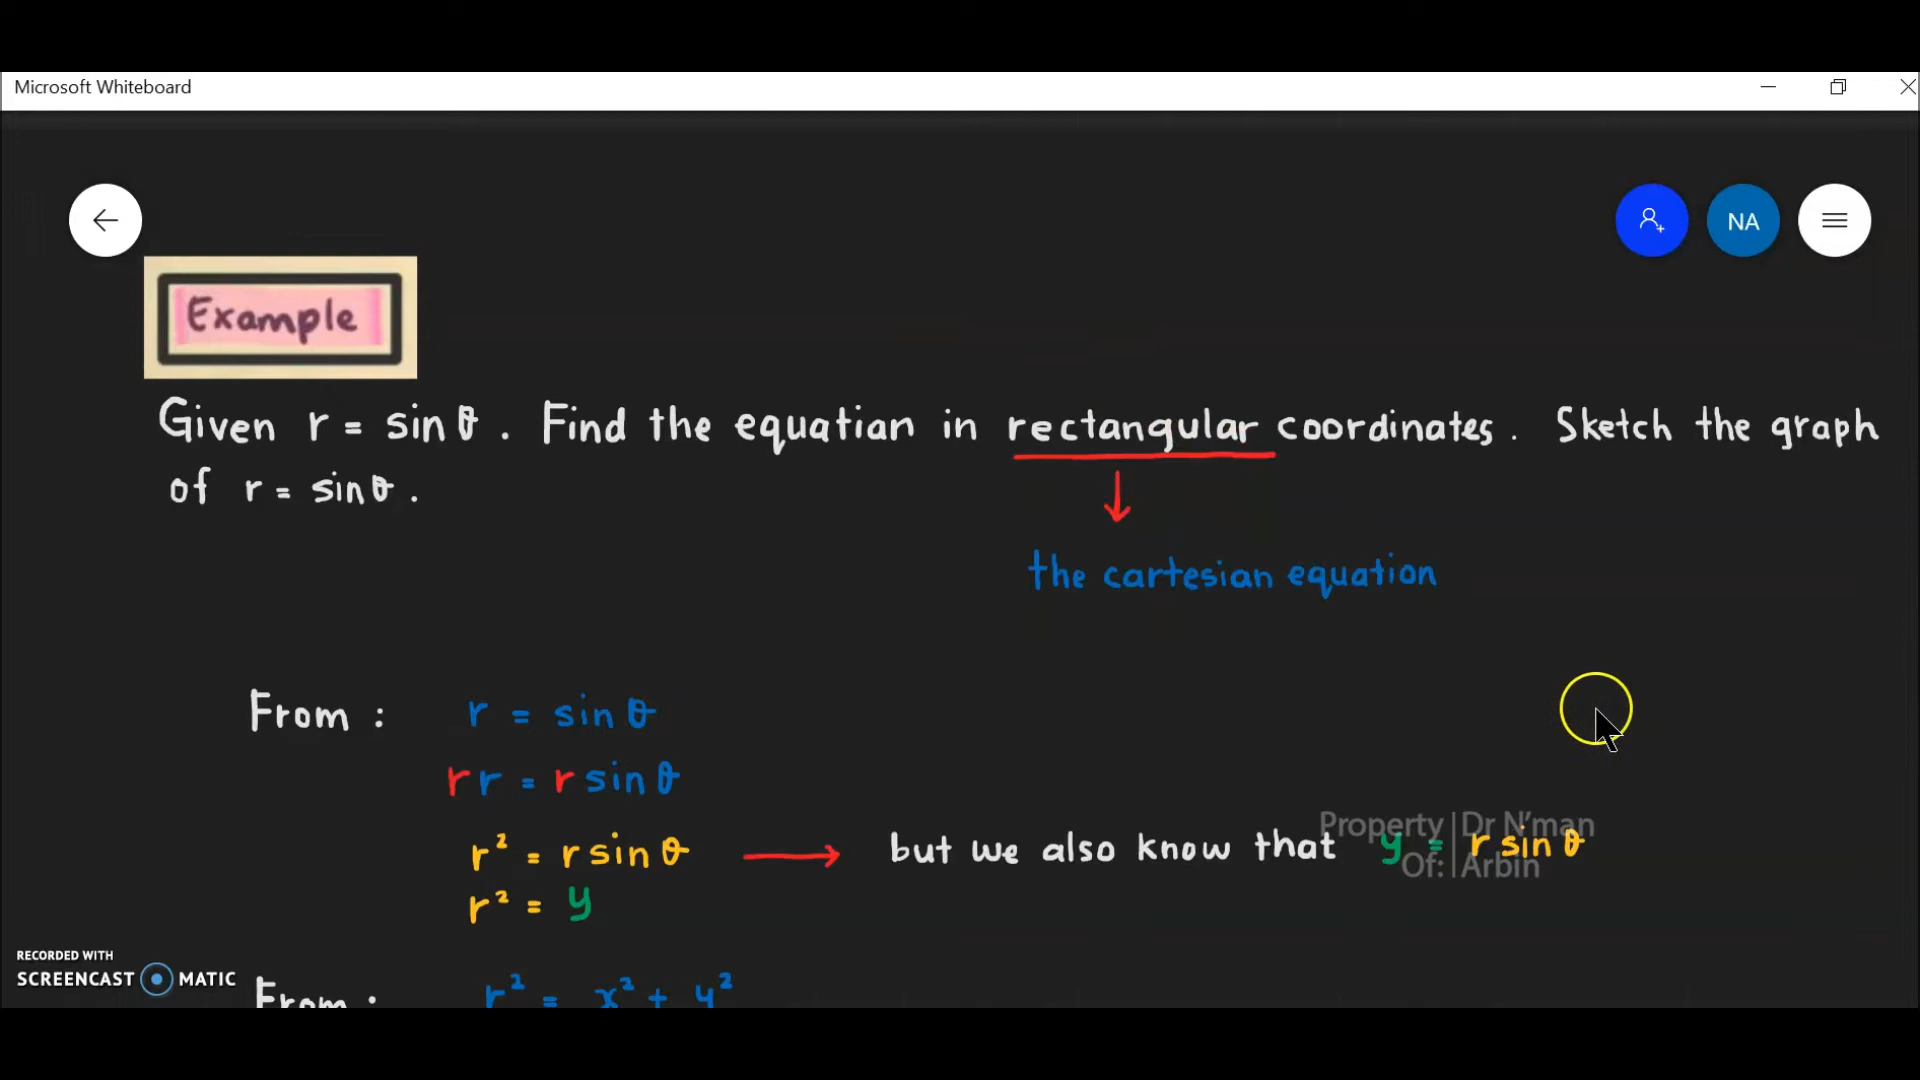 Microsoft Whiteboard
NA
Example
Given r = sin θ . Find the equation in rectangular coordinates . Sketch the graph
of r = sin θ .
the cartesian equation
From : r = sin θ
r r = r sin θ
r² = r sin θ → but we also know that y = r sin θ
Property Of: | Dr N'man Arbin
r² = y
From : r² = x² + y²
RECORDED WITH
SCREENCAST MATIC